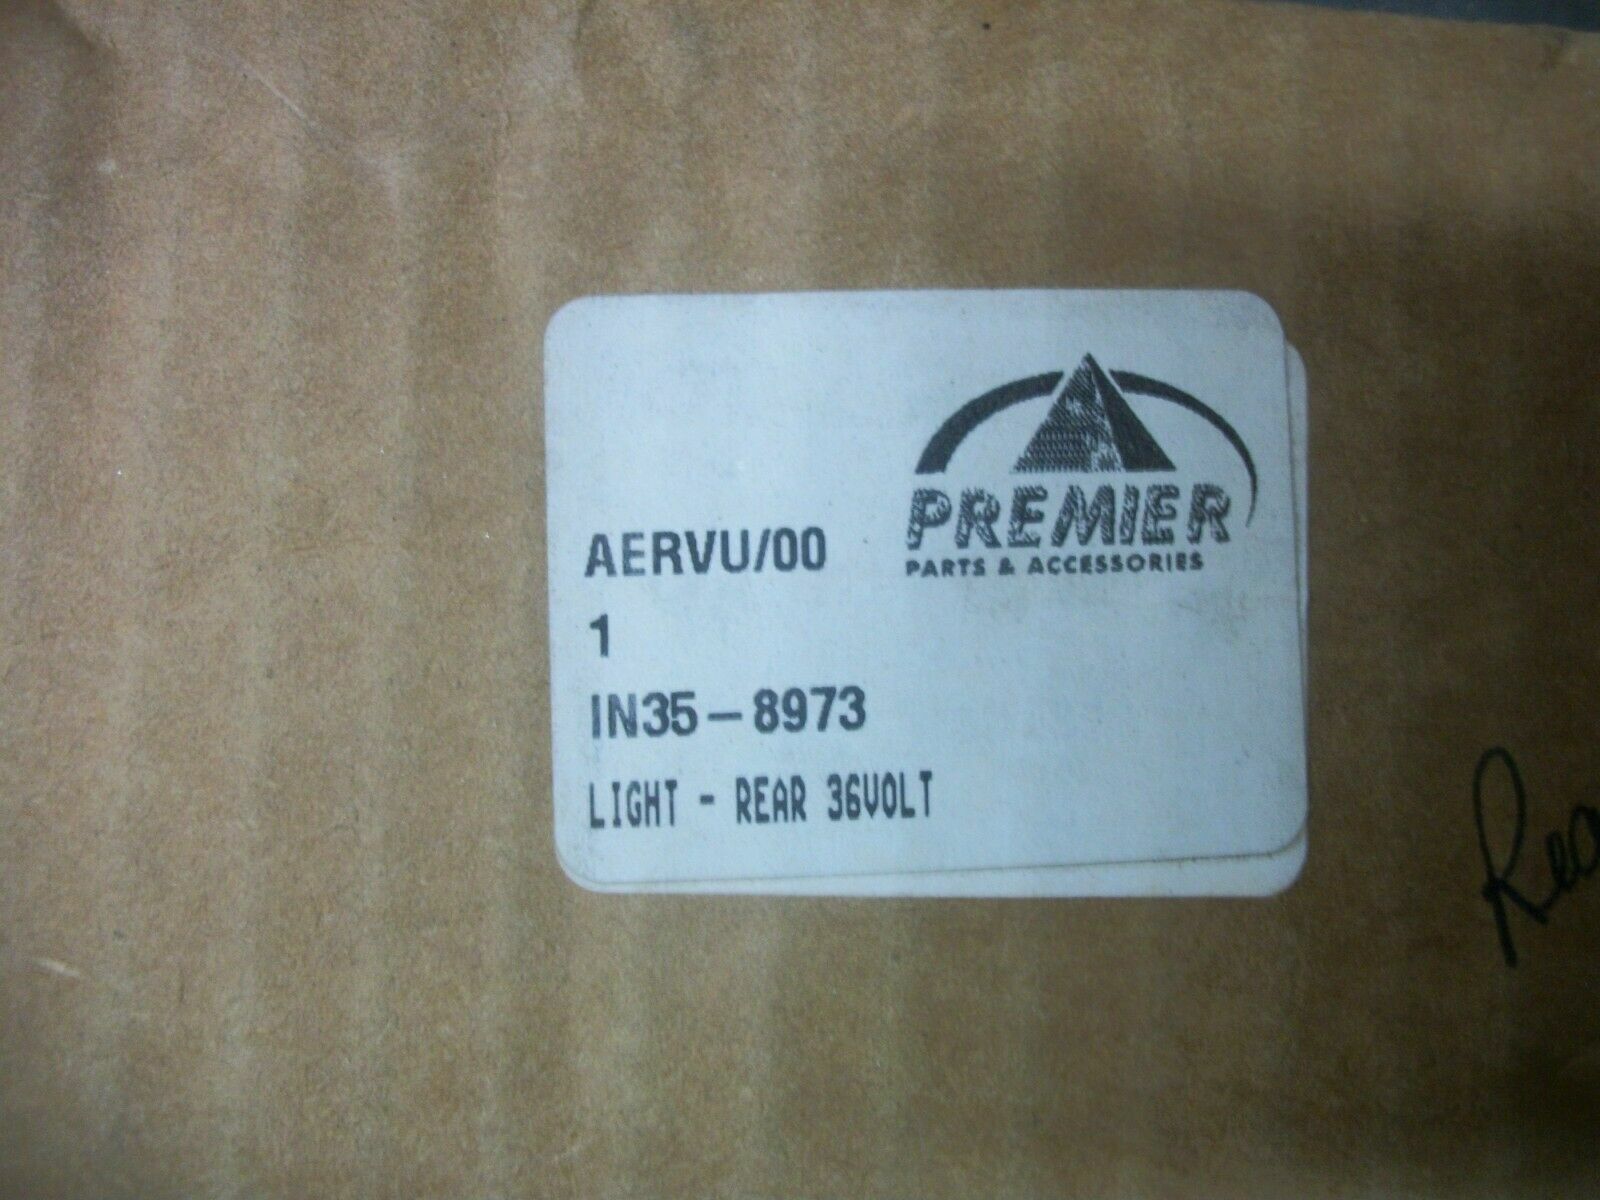 PREMIER
PARTS & ACCESSORIES
AERVU/00
1
IN35-8973
LIGHT - REAR 36VOLT